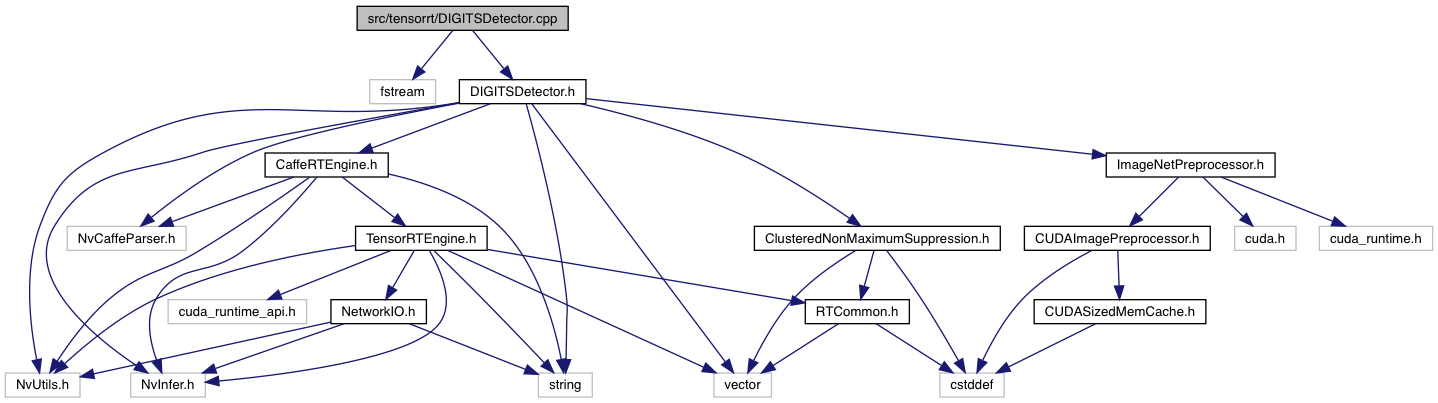 src/tensorrt/DIGITSDetector.cpp
fstream
DIGITSDetector.h
CaffeRTEngine.h
ImageNetPreprocessor.h
NvCaffeParser.h
TensorRTEngine.h
ClusteredNonMaximumSuppression.h
CUDAImagePreprocessor.h
cuda.h
cuda_runtime.h
cuda_runtime_api.h
NetworkIO.h
RTCommon.h
CUDASizedMemCache.h
NvUtils.h
NvInfer.h
string
vector
cstddef